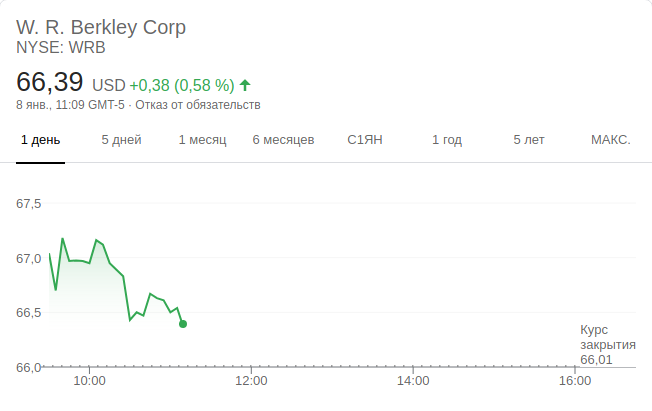 W. R. Berkley Corp
NYSE: WRB
66,39 USD +0,38 (0,58 %)
8 янв., 11:09 GMT-5 · Отказ от обязательств
1 день 5 дней 1 месяц 6 месяцев С1ЯН 1 год 5 лет МАКС.
67,5
67,0
66,5
66,0
Курс
закрытия
66,01
10:00 12:00 14:00 16:00